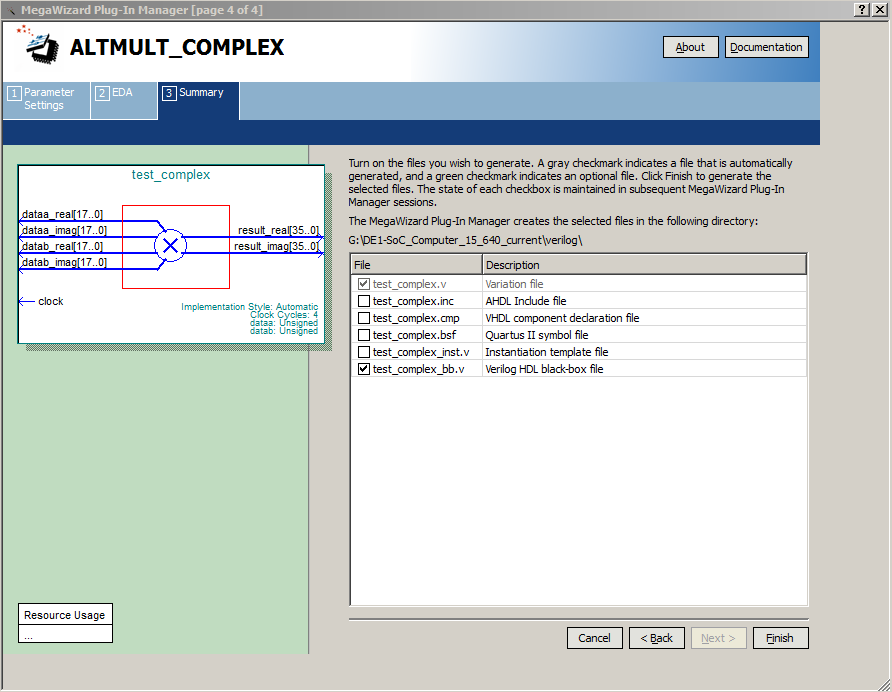 MegaWizard Plug-In Manager [page 4 of 4]
ALTMULT_COMPLEX
About
Documentation
1 Parameter Settings
2 EDA
3 Summary
test_complex
dataa_real[17..0]
dataa_imag[17..0]
datab_real[17..0]
datab_imag[17..0]
result_real[35..0]
result_imag[35..0]
clock
Implementation Style: Automatic
Clock Cycles: 4
dataa: Unsigned
datab: Unsigned
Resource Usage
...
Turn on the files you wish to generate. A gray checkmark indicates a file that is automatically
generated, and a green checkmark indicates an optional file. Click Finish to generate the
selected files. The state of each checkbox is maintained in subsequent MegaWizard Plug-In
Manager sessions.
The MegaWizard Plug-In Manager creates the selected files in the following directory:
G:\DE1-SoC_Computer_15_640_current\verilog\
File Description
test_complex.v Variation file
test_complex.inc AHDL Include file
test_complex.cmp VHDL component declaration file
test_complex.bsf Quartus II symbol file
test_complex_inst.v Instantiation template file
test_complex_bb.v Verilog HDL black-box file
Cancel
< Back
Next >
Finish